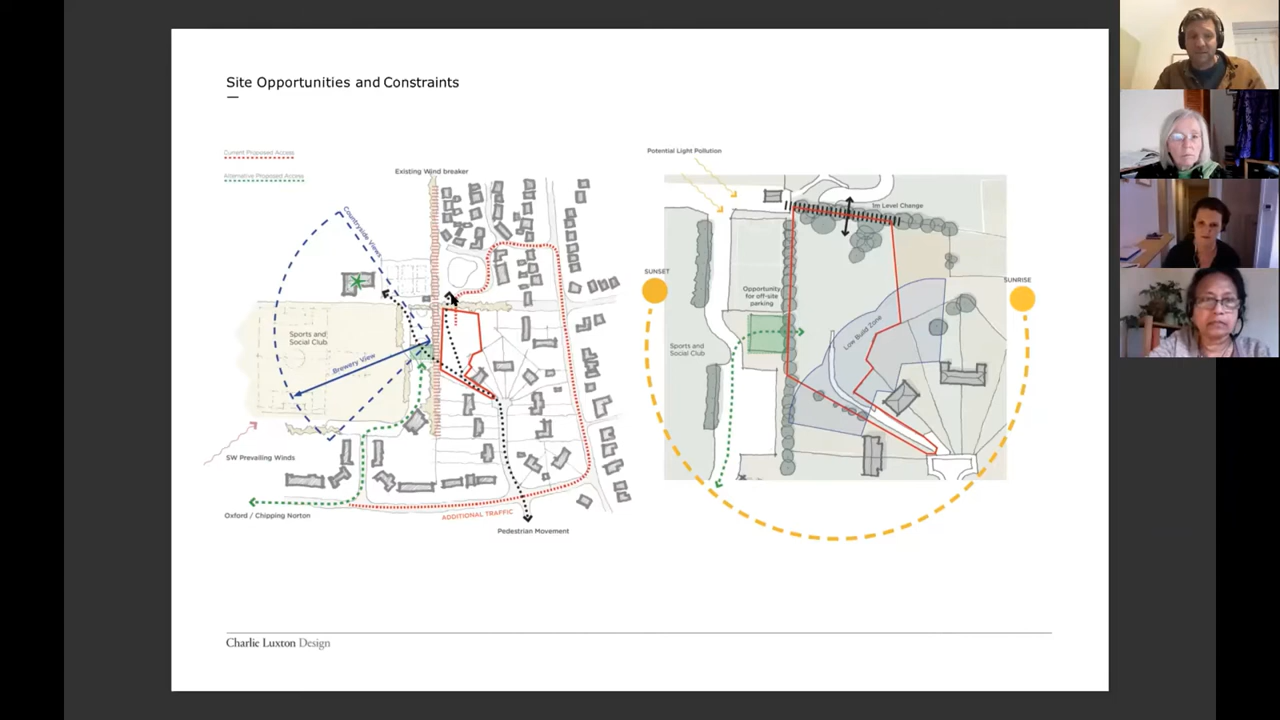 Site Opportunities and Constraints
Current Proposed Access
Alternative Proposed Access
Existing Wind breaker
Countryside Views
Sports and
Social Club
Brewery View
SW Prevailing Winds
Oxford / Chipping Norton
ADDITIONAL TRAFFIC
Pedestrian Movement
Potential Light Pollution
1m Level Change
SUNSET
SUNRISE
Opportunity
for off-site
parking
Low Build Zone
Sports and
Social Club
Charlie Luxton Design